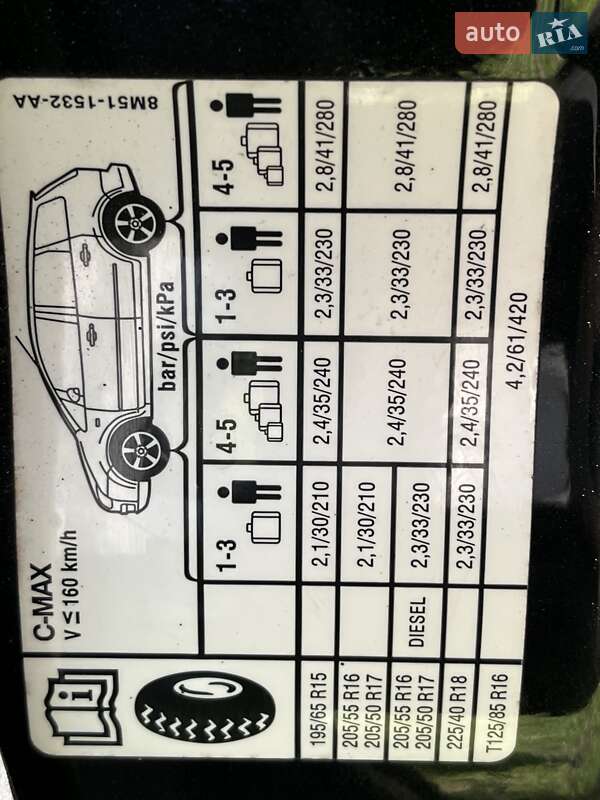 auto RIA .com
C-MAX
V ≤ 160 km/h
8M51-1532-AA
bar/psi/kPa
1-3 4-5 1-3 4-5
195/65 R15 2,1/30/210 2,4/35/240 2,3/33/230 2,8/41/280
205/55 R16
205/50 R17
2,1/30/210
205/55 R16
205/50 R17
DIESEL 2,3/33/230
2,4/35/240 2,3/33/230 2,8/41/280
225/40 R18 2,3/33/230 2,4/35/240 2,3/33/230 2,8/41/280
T125/85 R16 4,2/61/420